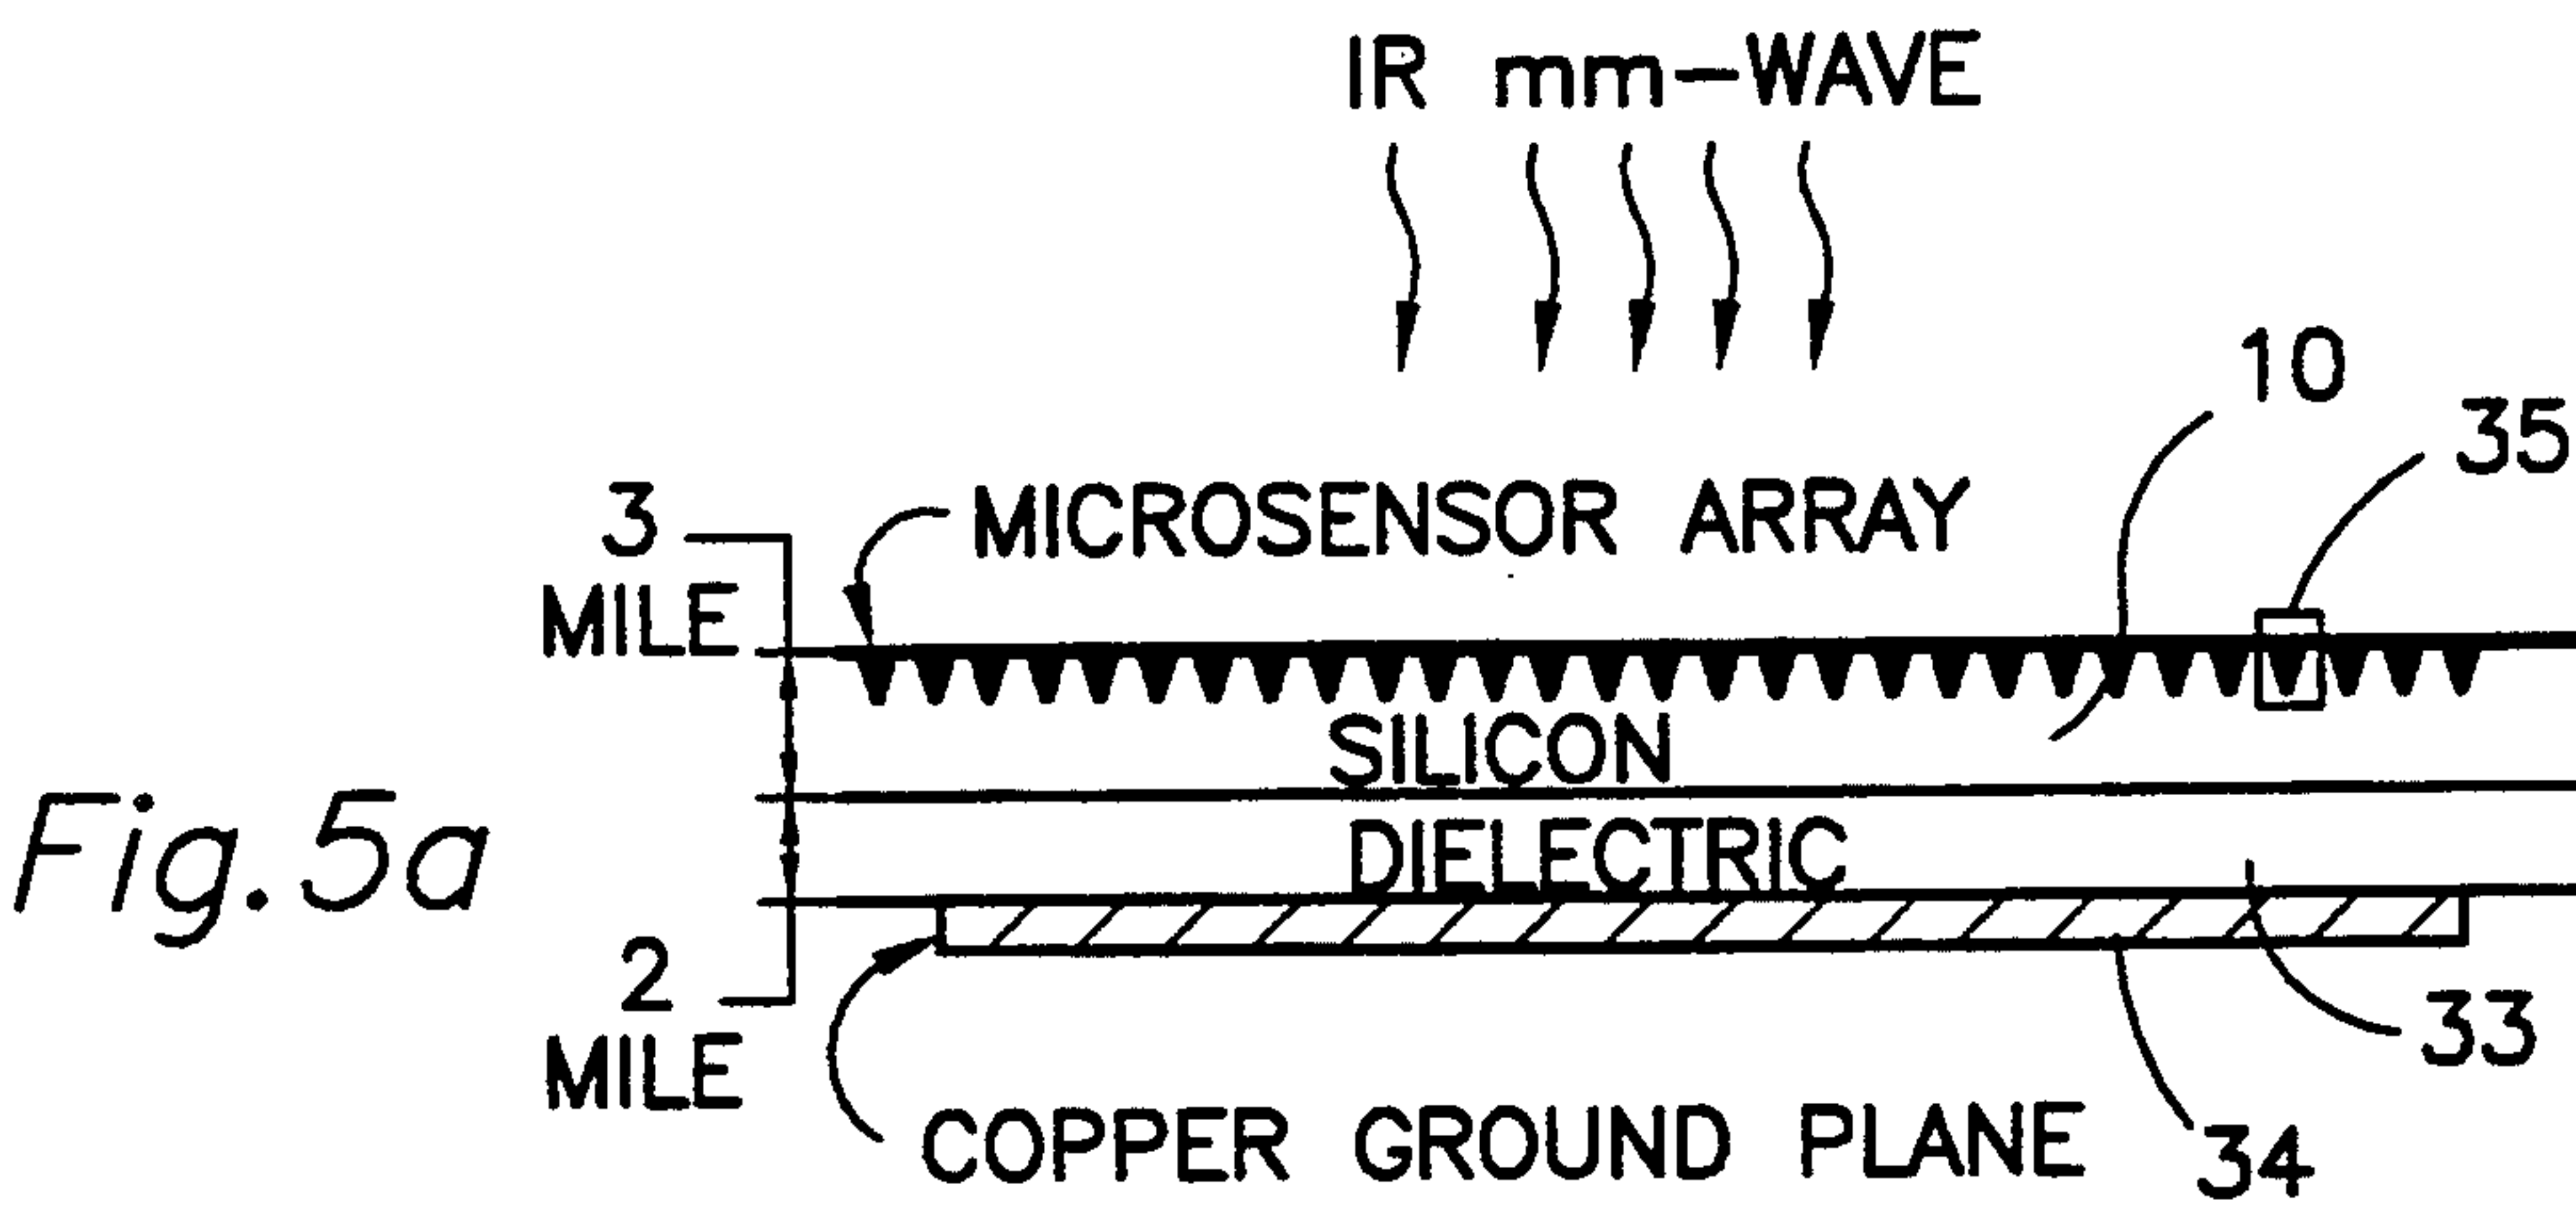 IR mm-WAVE
10
35
3
MILE
MICROSENSOR ARRAY
SILICON
DIELECTRIC
Fig.5a
2
MILE
33
COPPER GROUND PLANE
34